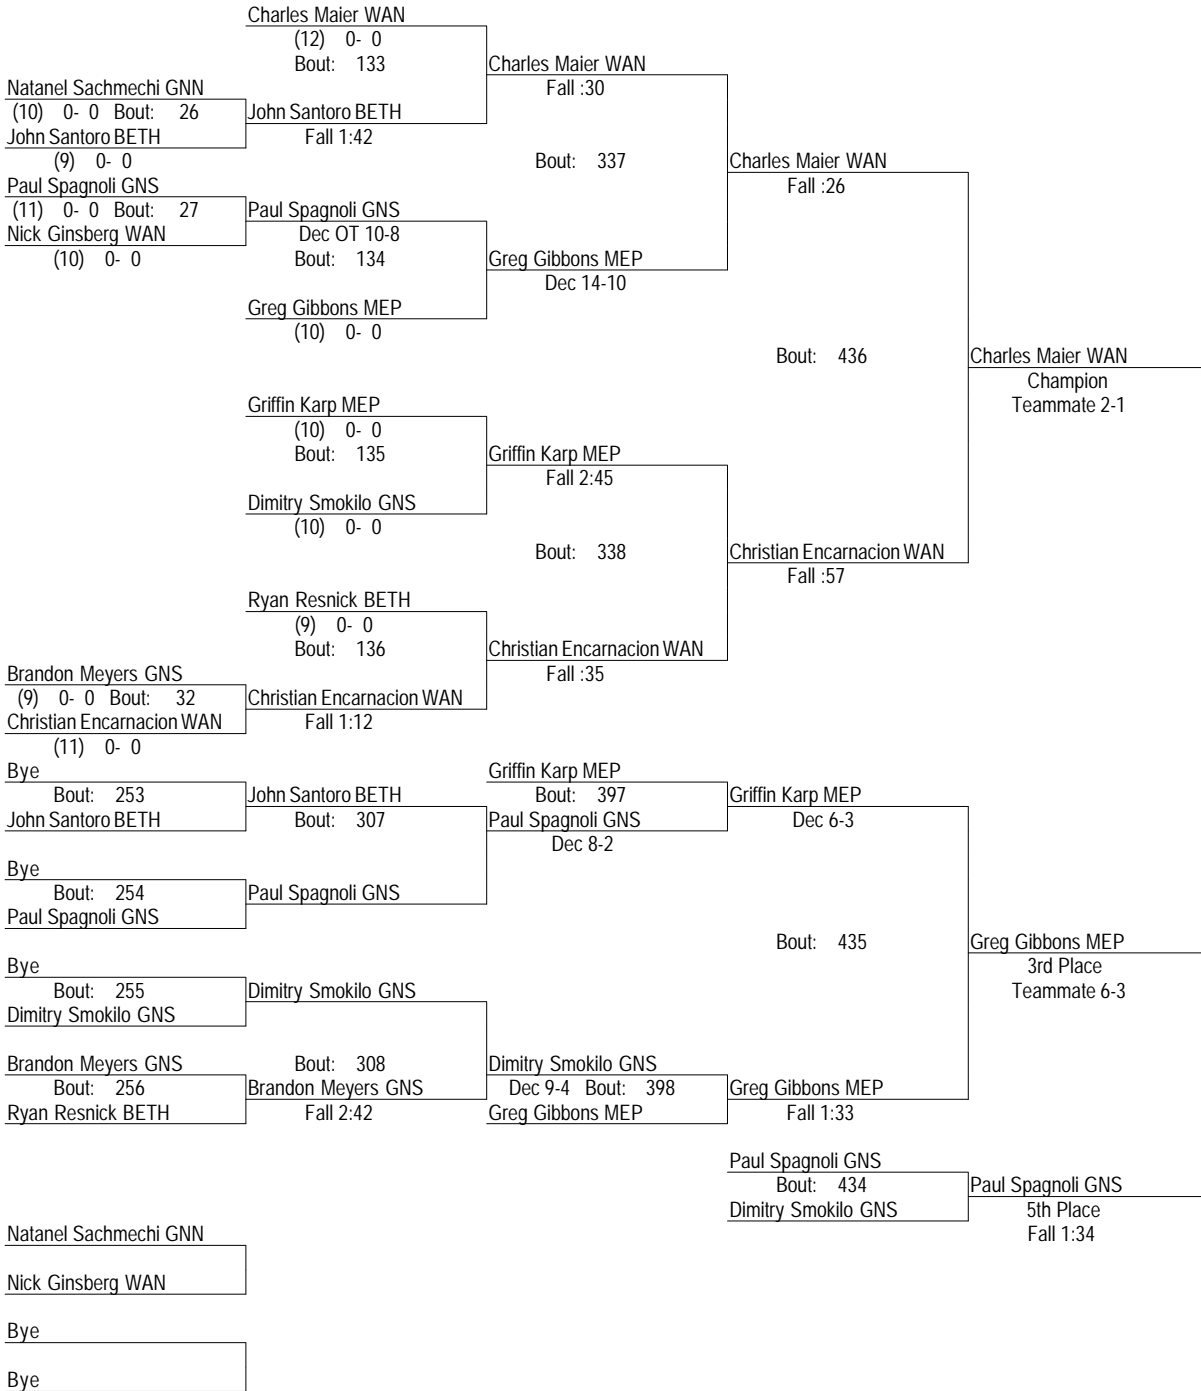 Charles Maier WAN
(12) 0- 0
Bout: 133
Charles Maier WAN
Fall :30
Natanel Sachmechi GNN
(10) 0- 0 Bout: 26
John Santoro BETH
Fall 1:42
John Santoro BETH
(9) 0- 0
Bout: 337
Charles Maier WAN
Fall :26
Paul Spagnoli GNS
(11) 0- 0 Bout: 27
Paul Spagnoli GNS
Dec OT 10-8
Nick Ginsberg WAN
(10) 0- 0
Bout: 134
Greg Gibbons MEP
Dec 14-10
Greg Gibbons MEP
(10) 0- 0
Bout: 436
Charles Maier WAN
Champion
Teammate 2-1
Griffin Karp MEP
(10) 0- 0
Bout: 135
Griffin Karp MEP
Fall 2:45
Dimitry Smokilo GNS
(10) 0- 0
Bout: 338
Christian Encarnacion WAN
Fall :57
Ryan Resnick BETH
(9) 0- 0
Bout: 136
Christian Encarnacion WAN
Fall :35
Brandon Meyers GNS
(9) 0- 0 Bout: 32
Christian Encarnacion WAN
Fall 1:12
Christian Encarnacion WAN
(11) 0- 0
Bye
Bout: 253
John Santoro BETH
John Santoro BETH
Bout: 307
Griffin Karp MEP
Bout: 397
Paul Spagnoli GNS
Dec 8-2
Griffin Karp MEP
Dec 6-3
Bye
Bout: 254
Paul Spagnoli GNS
Paul Spagnoli GNS
Bout: 435
Greg Gibbons MEP
3rd Place
Teammate 6-3
Bye
Bout: 255
Dimitry Smokilo GNS
Dimitry Smokilo GNS
Brandon Meyers GNS
Bout: 256
Ryan Resnick BETH
Bout: 308
Brandon Meyers GNS
Fall 2:42
Dimitry Smokilo GNS
Dec 9-4 Bout: 398
Greg Gibbons MEP
Greg Gibbons MEP
Fall 1:33
Paul Spagnoli GNS
Bout: 434
Dimitry Smokilo GNS
Paul Spagnoli GNS
5th Place
Fall 1:34
Natanel Sachmechi GNN
Nick Ginsberg WAN
Bye
Bye